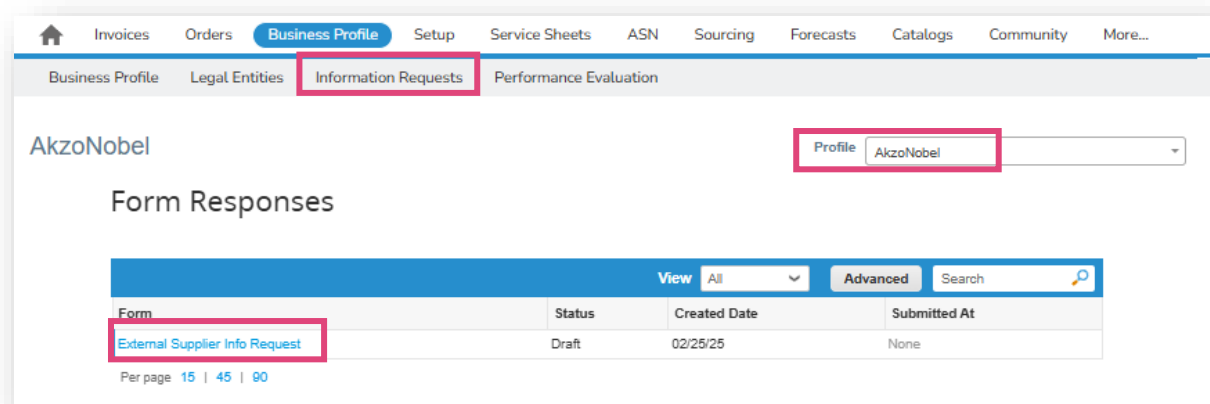 Invoices Orders Business Profile Setup Service Sheets ASN Sourcing Forecasts Catalogs Community More...
Business Profile Legal Entities Information Requests Performance Evaluation
AkzoNobel Profile AkzoNobel
Form Responses
View All Advanced Search
Form Status Created Date Submitted At
External Supplier Info Request Draft 02/25/25 None
Per page 15 | 45 | 90